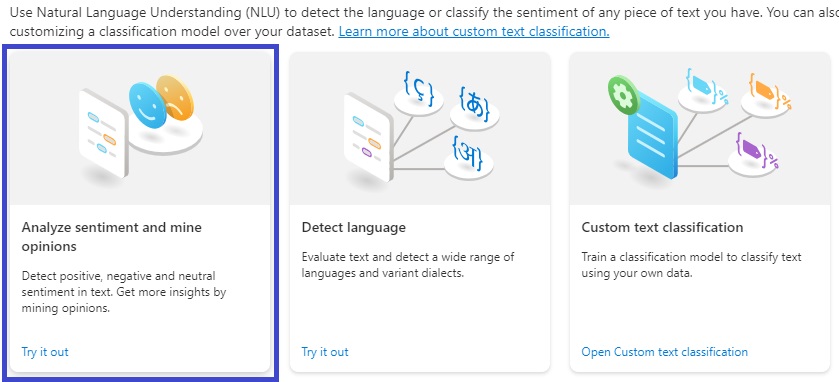 Use Natural Language Understanding (NLU) to detect the language or classify the sentiment of any piece of text you have. You can also
customizing a classification model over your dataset. Learn more about custom text classification.
{ç}
{あ}
{अ}
%
%
%
Analyze sentiment and mine
opinions
Detect positive, negative and neutral
sentiment in text. Get more insights by
mining opinions.
Try it out
Detect language
Evaluate text and detect a wide range of
languages and variant dialects.
Try it out
Custom text classification
Train a classification model to classify text
using your own data.
Open Custom text classification